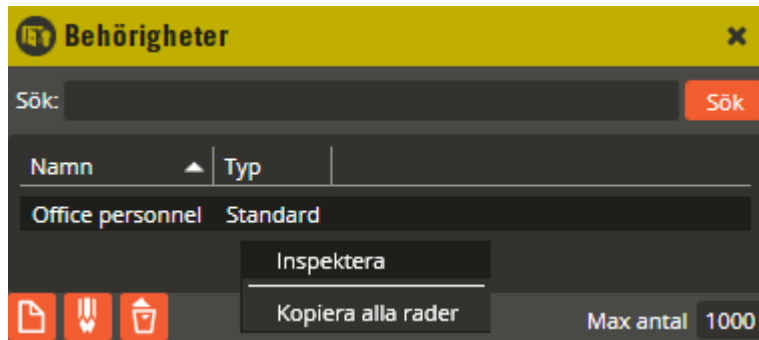 Behörigheter
Sök: Sök
Namn Typ
Office personnel Standard
Inspektera
Kopiera alla rader
Max antal 1000